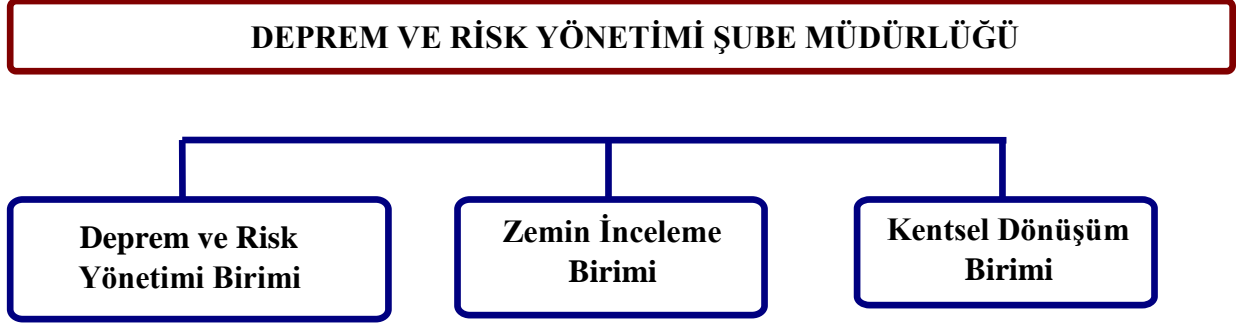 DEPREM VE RİSK YÖNETİMİ ŞUBE MÜDÜRLÜĞÜ
Deprem ve Risk
Yönetimi Birimi
Zemin İnceleme
Birimi
Kentsel Dönüşüm
Birimi